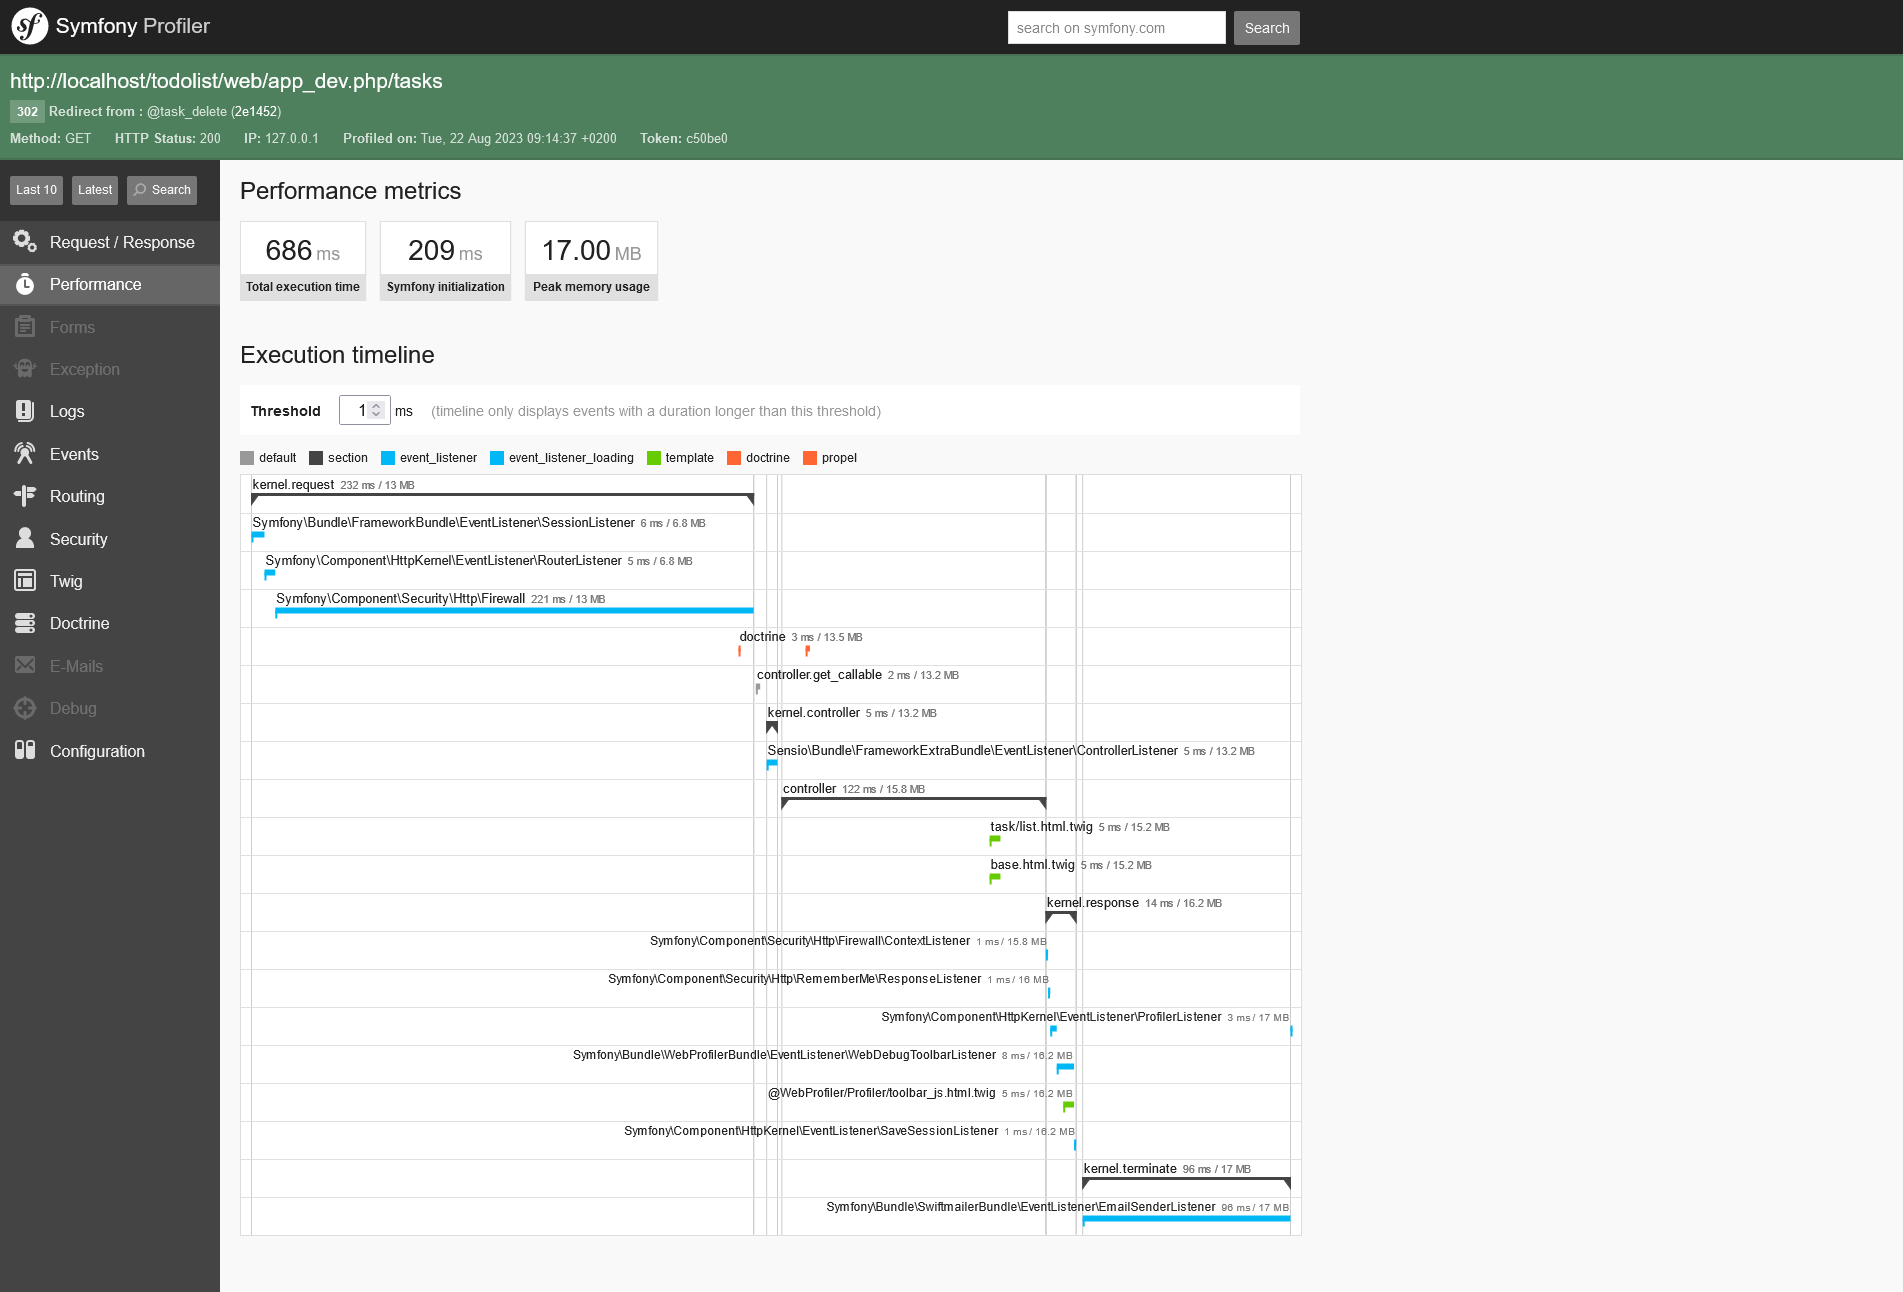 Symfony Profiler
search on symfony.com
Search
http://localhost/todolist/web/app_dev.php/tasks
302 Redirect from : @task_delete (2e1452)
Method: GET HTTP Status: 200 IP: 127.0.0.1 Profiled on: Tue, 22 Aug 2023 09:14:37 +0200 Token: c50be0
Last 10
Latest
Search
Request / Response
Performance
Forms
Exception
Logs
Events
Routing
Security
Twig
Doctrine
E-Mails
Debug
Configuration
Performance metrics
686 ms
Total execution time
209 ms
Symfony initialization
17.00 MB
Peak memory usage
Execution timeline
Threshold 1 ms (timeline only displays events with a duration longer than this threshold)
default section event_listener event_listener_loading template doctrine propel
kernel.request 232 ms / 13 MB
Symfony\Bundle\FrameworkBundle\EventListener\SessionListener 6 ms / 6.8 MB
Symfony\Component\HttpKernel\EventListener\RouterListener 5 ms / 6.8 MB
Symfony\Component\Security\Http\Firewall 221 ms / 13 MB
doctrine 3 ms / 13.5 MB
controller.get_callable 2 ms / 13.2 MB
kernel.controller 5 ms / 13.2 MB
Sensio\Bundle\FrameworkExtraBundle\EventListener\ControllerListener 5 ms / 13.2 MB
controller 122 ms / 15.8 MB
task/list.html.twig 5 ms / 15.2 MB
base.html.twig 5 ms / 15.2 MB
kernel.response 14 ms / 16.2 MB
Symfony\Component\Security\Http\Firewall\ContextListener 1 ms / 15.8 MB
Symfony\Component\Security\Http\RememberMe\ResponseListener 1 ms / 16 MB
Symfony\Component\HttpKernel\EventListener\ProfilerListener 3 ms / 17 MB
Symfony\Bundle\WebProfilerBundle\EventListener\WebDebugToolbarListener 8 ms / 16.2 MB
@WebProfiler/Profiler/toolbar_js.html.twig 5 ms / 16.2 MB
Symfony\Component\HttpKernel\EventListener\SaveSessionListener 1 ms / 16.2 MB
kernel.terminate 96 ms / 17 MB
Symfony\Bundle\SwiftmailerBundle\EventListener\EmailSenderListener 96 ms / 17 MB